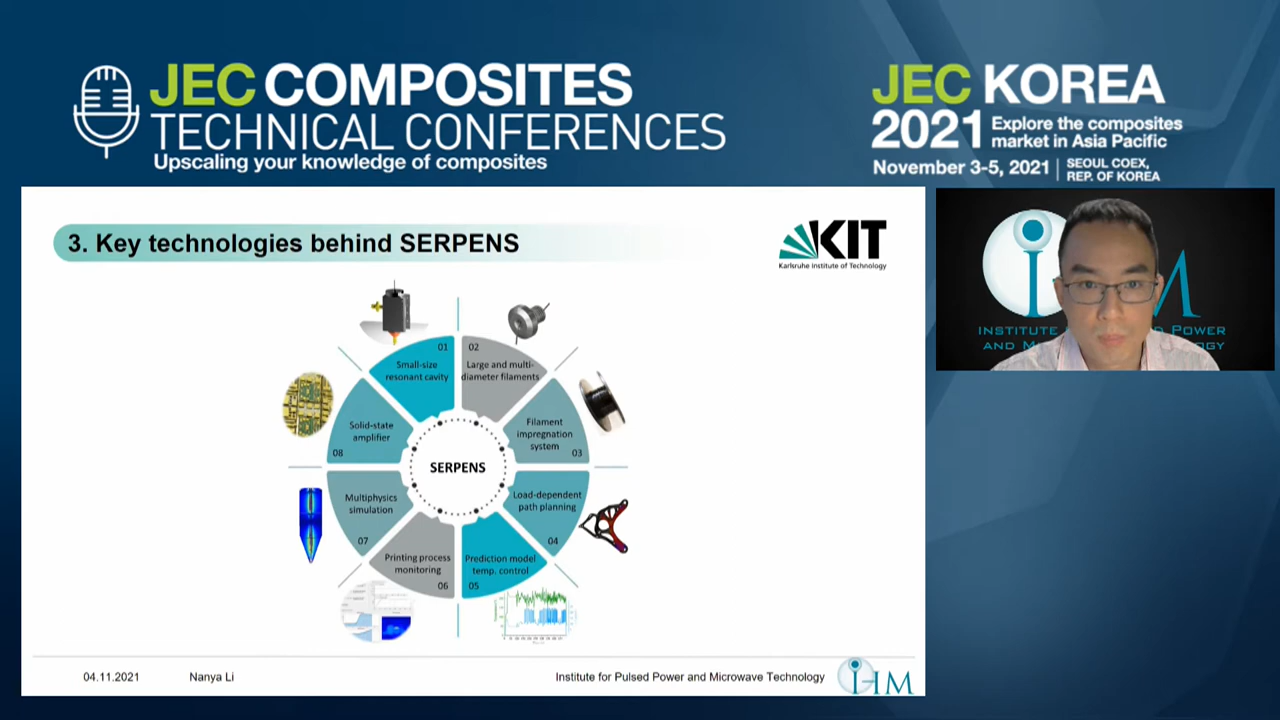 JEC COMPOSITES
TECHNICAL CONFERENCES
Upscaling your knowledge of composites
JEC KOREA
2021 Explore the composites
market in Asia Pacific
November 3-5, 2021 | SEOUL COEX,
REP. OF KOREA
3. Key technologies behind SERPENS
KIT
Karlsruhe Institute of Technology
01
Small-size
resonant cavity
02
Large and multi-
diameter filaments
Filament
impregnation
system
03
Load-dependent
path planning
04
Prediction model
temp. control
05
Printing process
monitoring
06
Multiphysics
simulation
07
Solid-state
amplifier
08
SERPENS
04.11.2021
Nanya Li
Institute for Pulsed Power and Microwave Technology
IHM
INSTITUTE
POWER
AND